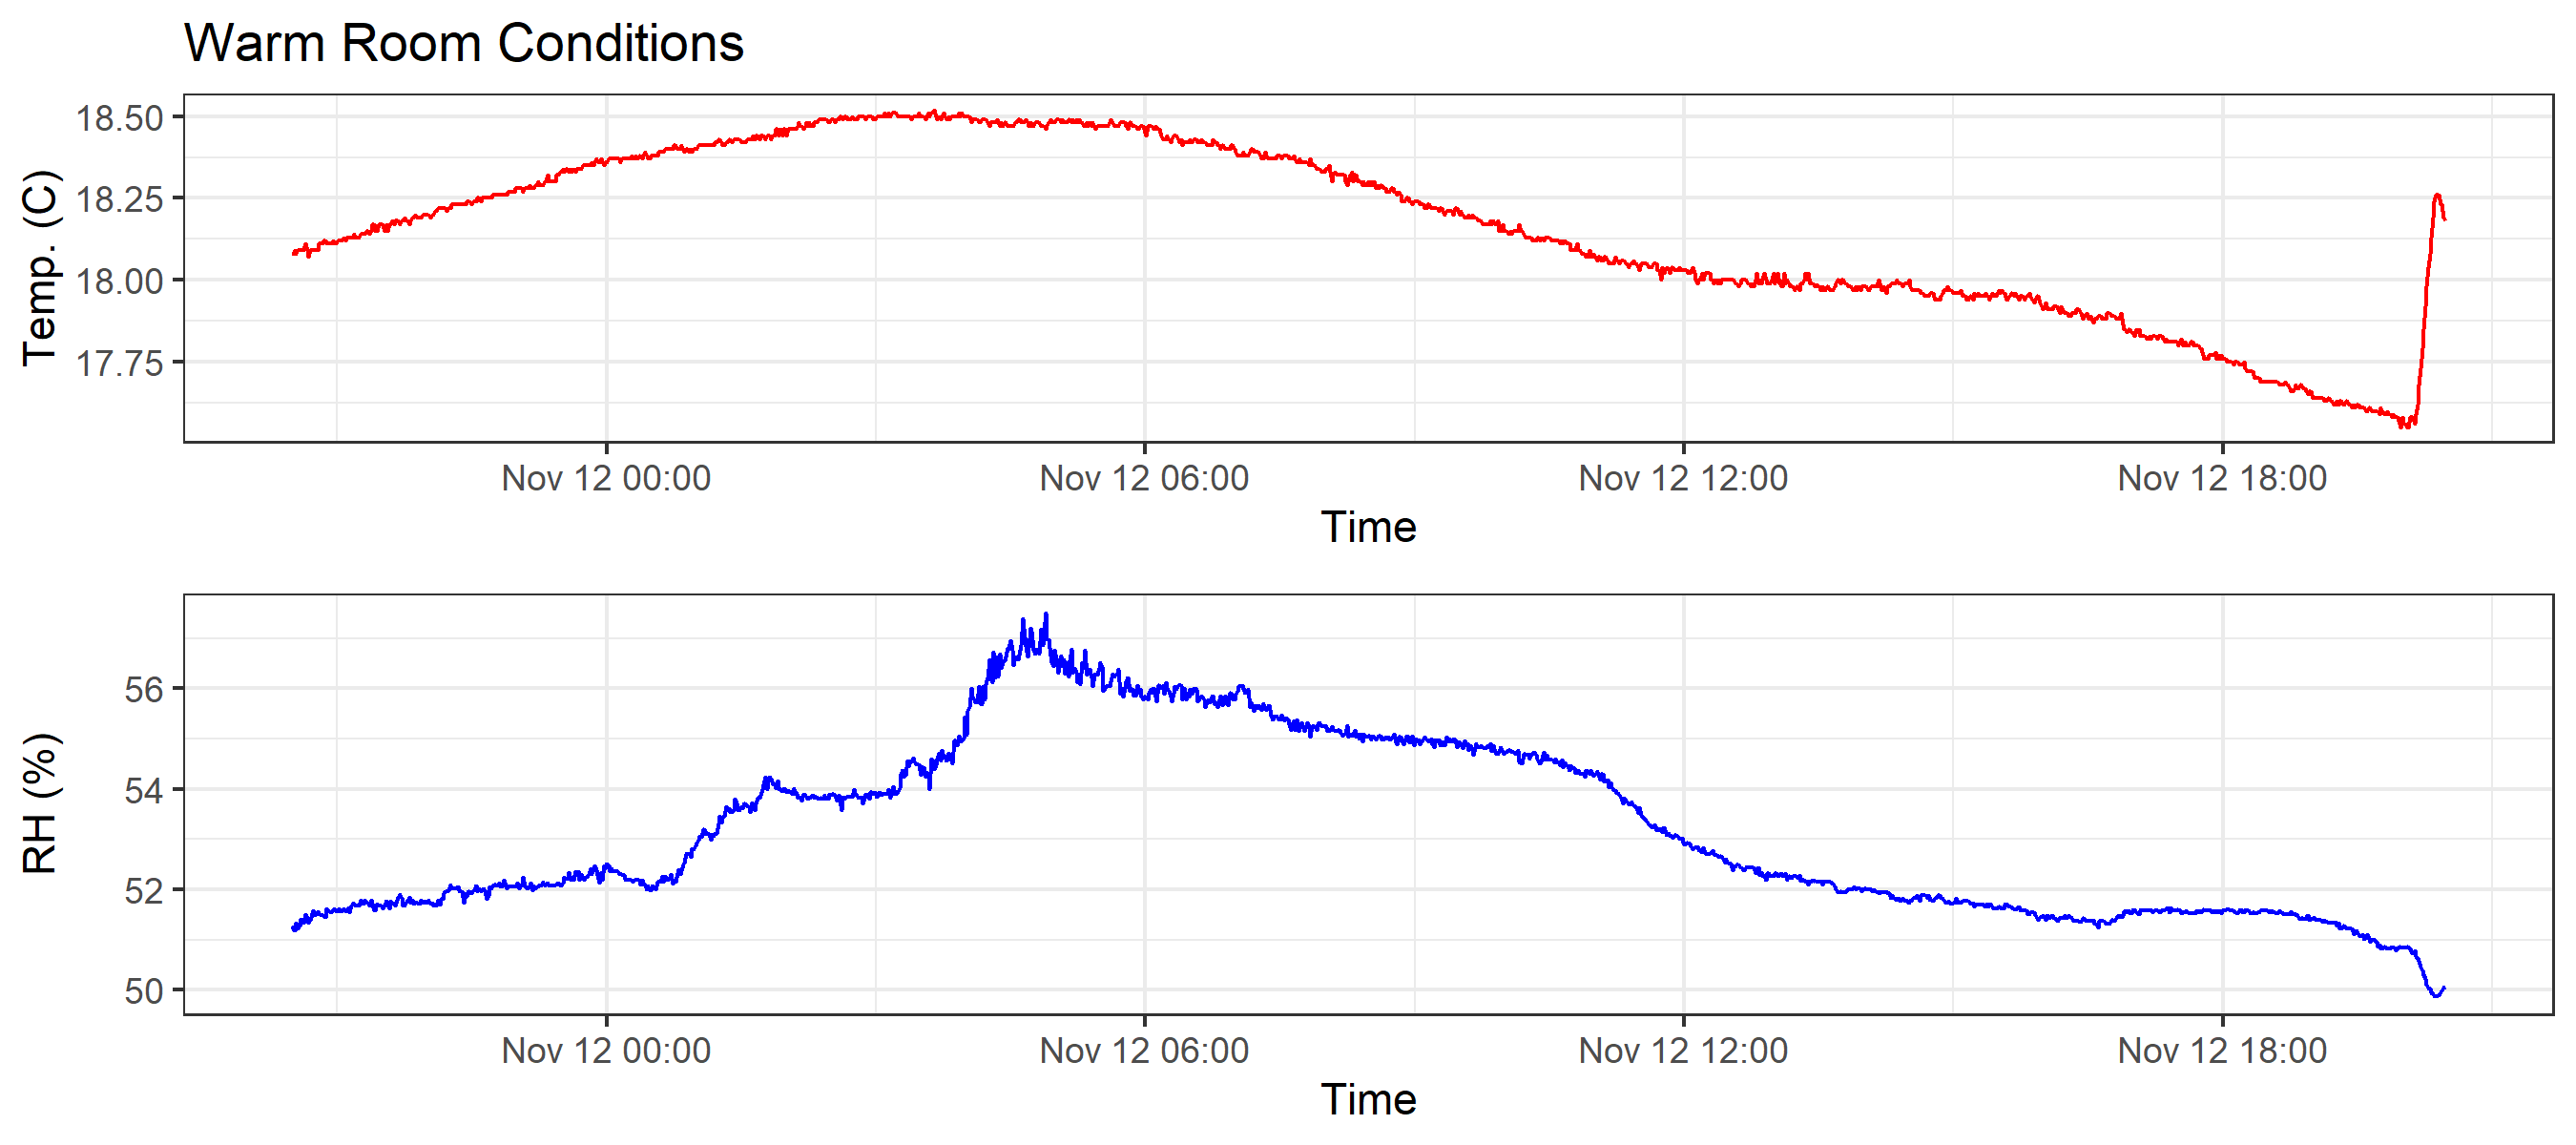 Warm Room Conditions
Temp. (C)
18.50
18.25
18.00
17.75
Nov 12 00:00 Nov 12 06:00 Nov 12 12:00 Nov 12 18:00
Time
RH (%)
56
54
52
50
Nov 12 00:00 Nov 12 06:00 Nov 12 12:00 Nov 12 18:00
Time